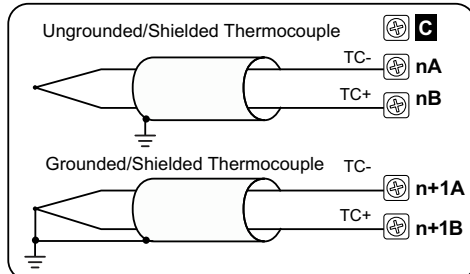 Ungrounded/Shielded Thermocouple C
TC- nA
TC+ nB
Grounded/Shielded Thermocouple
TC- n+1A
TC+ n+1B